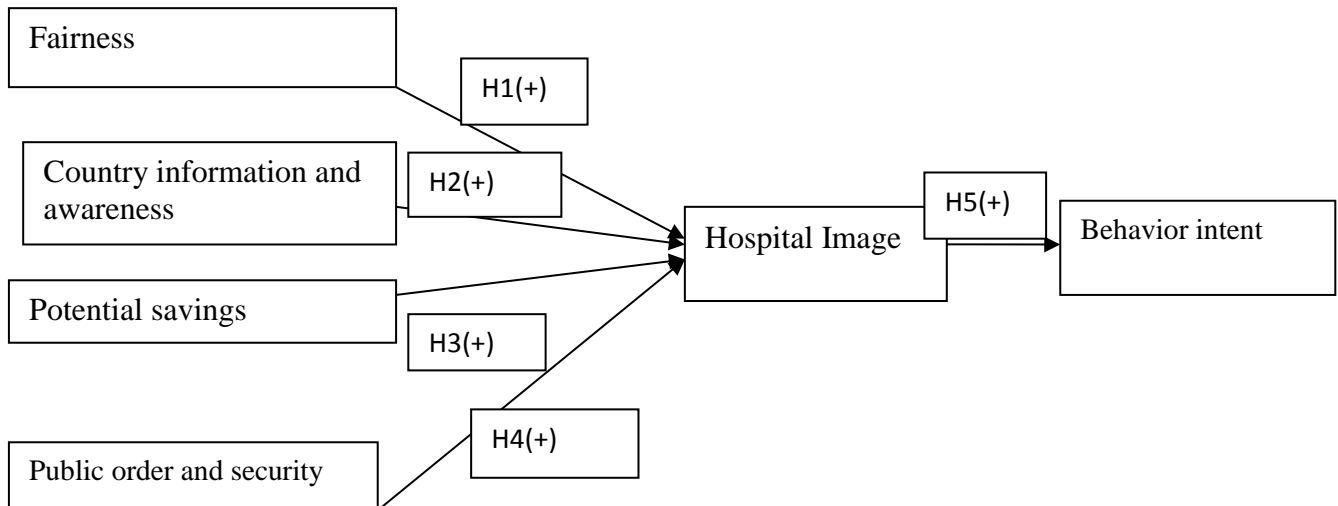 Fairness
H1(+)
Country information and
awareness
H2(+)
Hospital Image
H5(+)
Behavior intent
Potential savings
H3(+)
H4(+)
Public order and security